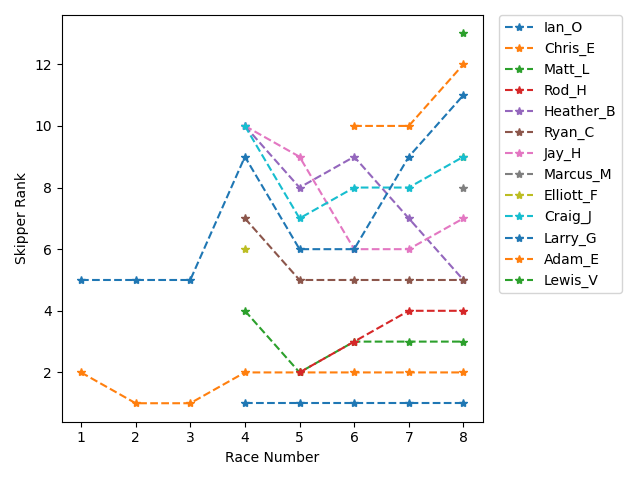 12
10
8
6
4
2
Skipper Rank
1 2 3 4 5 6 7 8
Race Number
Ian_O
Chris_E
Matt_L
Rod_H
Heather_B
Ryan_C
Jay_H
Marcus_M
Elliott_F
Craig_J
Larry_G
Adam_E
Lewis_V